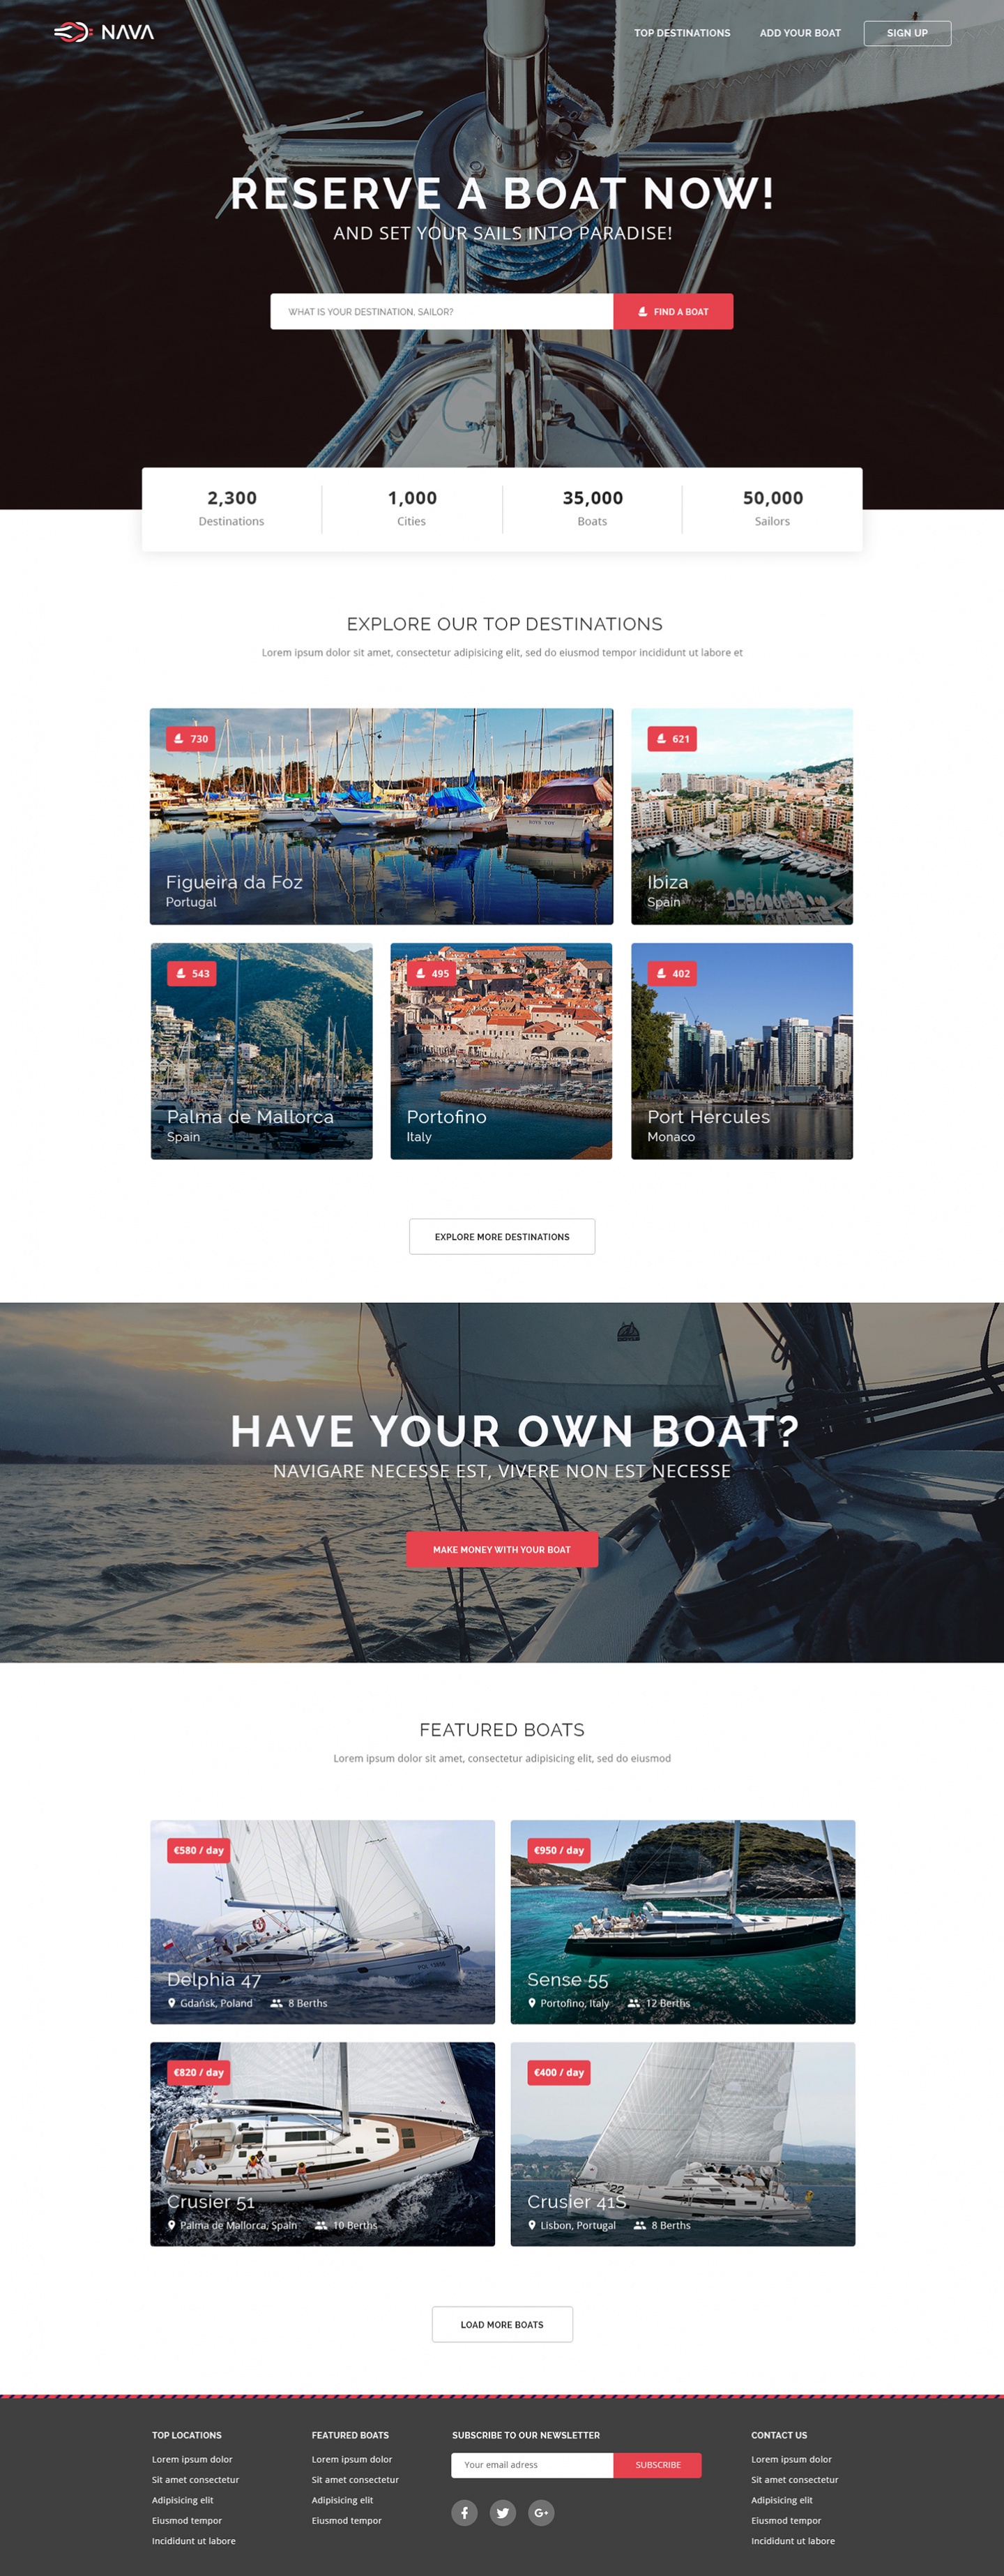 NAVA
TOP DESTINATIONS
ADD YOUR BOAT
SIGN UP
RESERVE A BOAT NOW!
AND SET YOUR SAILS INTO PARADISE!
WHAT IS YOUR DESTINATION, SAILOR?
FIND A BOAT
2,300
Destinations
1,000
Cities
35,000
Boats
50,000
Sailors
EXPLORE OUR TOP DESTINATIONS
Lorem ipsum dolor sit amet, consectetur adipisicing elit, sed do eiusmod tempor incididunt ut labore et
730
Figueira da Foz
Portugal
621
Ibiza
Spain
543
Palma de Mallorca
Spain
495
Portofino
Italy
402
Port Hercules
Monaco
EXPLORE MORE DESTINATIONS
HAVE YOUR OWN BOAT?
NAVIGARE NECESSE EST, VIVERE NON EST NECESSE
MAKE MONEY WITH YOUR BOAT
FEATURED BOATS
Lorem ipsum dolor sit amet, consectetur adipisicing elit, sed do eiusmod
€580 / day
Delphia 47
Gdańsk, Poland
8 Berths
€950 / day
Sense 55
Portofino, Italy
12 Berths
€820 / day
Crusier 51
Palma de Mallorca, Spain
10 Berths
€400 / day
22
Crusier 41S
Lisbon, Portugal
8 Berths
LOAD MORE BOATS
TOP LOCATIONS
Lorem ipsum dolor
Sit amet consectetur
Adipisicing elit
Eiusmod tempor
Incididunt ut labore
FEATURED BOATS
Lorem ipsum dolor
Sit amet consectetur
Adipisicing elit
Eiusmod tempor
SUBSCRIBE TO OUR NEWSLETTER
Your email adress
SUBSCRIBE
CONTACT US
Lorem ipsum dolor
Sit amet consectetur
Adipisicing elit
Eiusmod tempor
Incididunt ut labore